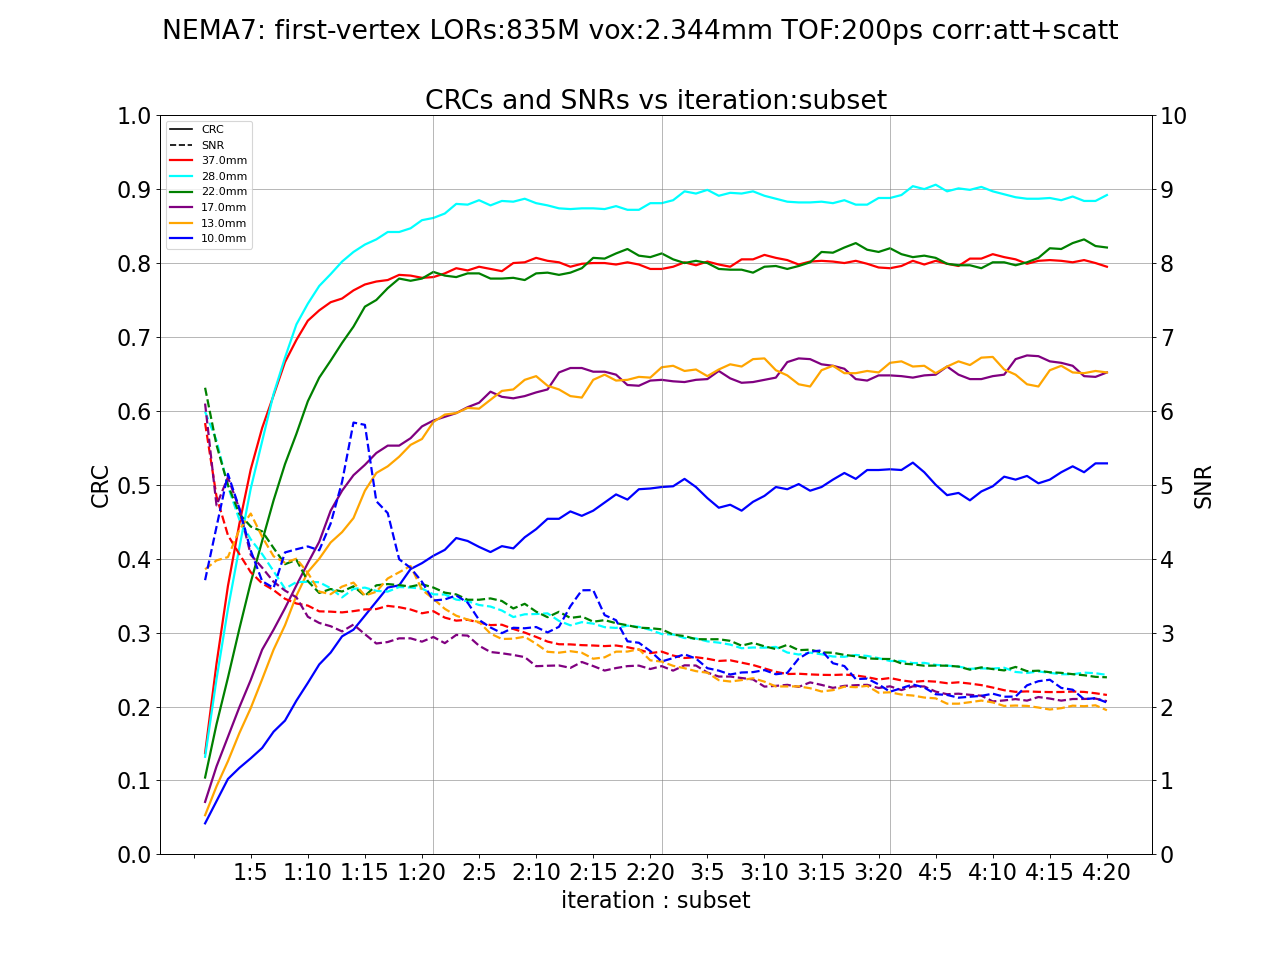 NEMA7: first-vertex LORs:835M vox:2.344mm TOF:200ps corr:att+scatt
CRCs and SNRs vs iteration:subset
CRC
SNR
37.0mm
28.0mm
22.0mm
17.0mm
13.0mm
10.0mm
1.0
0.9
0.8
0.7
0.6
0.5
0.4
0.3
0.2
0.1
0.0
CRC
10
9
8
7
6
5
4
3
2
1
0
SNR
1:5 1:10 1:15 1:20 2:5 2:10 2:15 2:20 3:5 3:10 3:15 3:20 4:5 4:10 4:15 4:20
iteration : subset